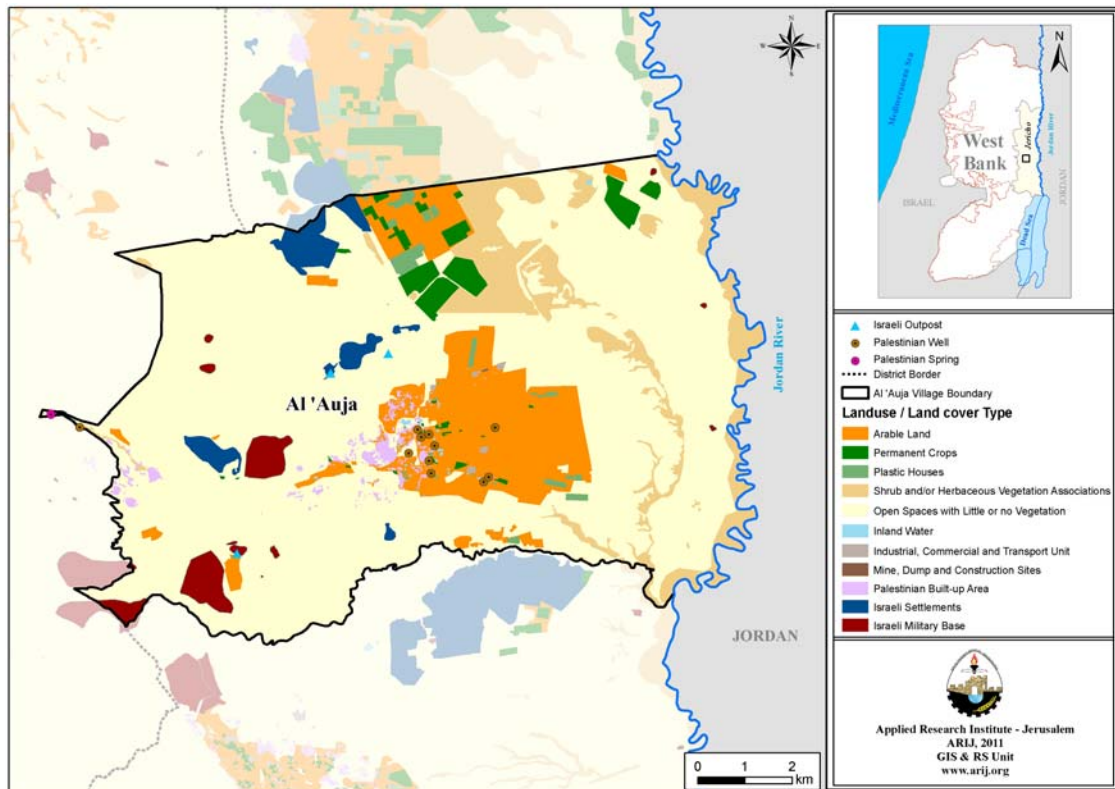 N
W
E
S
Al 'Auja
Jordan River
JORDAN
0
1
2
km
N
Mediterranean Sea
West
Bank
Jericho
Jordan River
ISRAEL
JORDAN
Dead Sea
Israeli Outpost
Palestinian Well
Palestinian Spring
District Border
Al 'Auja Village Boundary
Landuse / Land cover Type
Arable Land
Permanent Crops
Plastic Houses
Shrub and/or Herbaceous Vegetation Associations
Open Spaces with Little or no Vegetation
Inland Water
Industrial, Commercial and Transport Unit
Mine, Dump and Construction Sites
Palestinian Built-up Area
Israeli Settlements
Israeli Military Base
Applied Research Institute - Jerusalem
ARIJ, 2011
GIS & RS Unit
www.arij.org